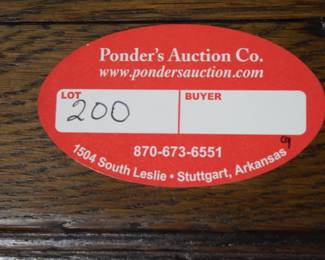 Ponder's Auction Co.
www.pondersauction.com
LOT BUYER
200
870-673-6551
1504 South Leslie • Stuttgart, Arkansas